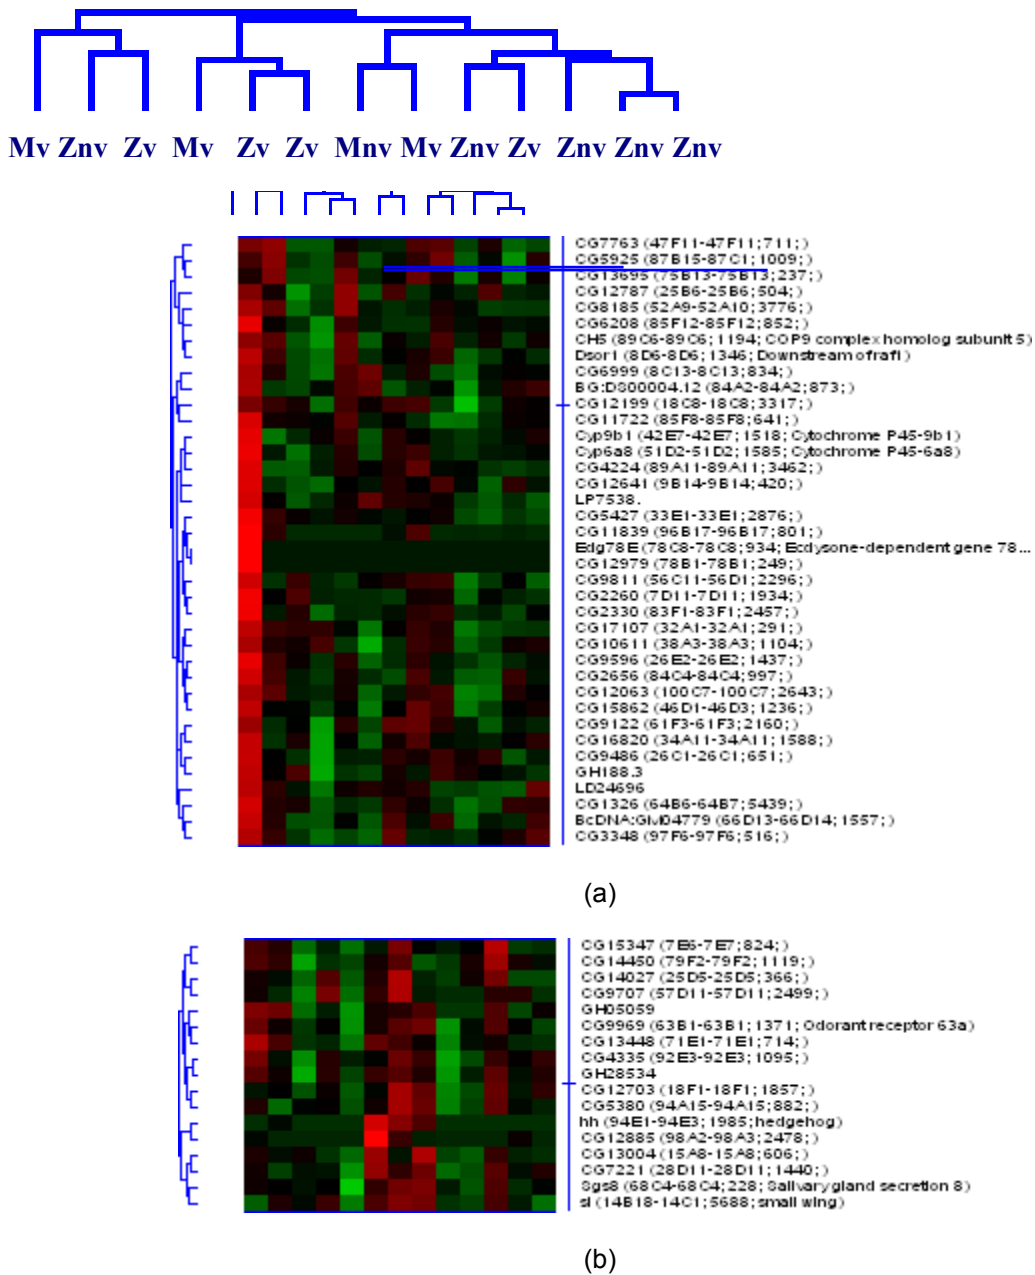 Mv Znv Zv Mv Zv Zv Mnv Mv Znv Zv Znv Znv Znv
CG7763 (47F11-47F11;711;)
CG5925 (87B15-87C1;1009;)
CG13695 (75B13-75B13;237;)
CG12787 (25B6-25B6;504;)
CG8185 (52A9-52A10;3776;)
CG6208 (85F12-85F12;852;)
CH5 (89C6-89C6;1194;COP9 complex homolog subunit 5)
Dsor1 (8D6-8D6;1346;Downstream of raf1)
CG6999 (8C13-8C13;834;)
BG:DS00004.12 (84A2-84A2;873;)
CG12199 (18C8-18C8;3317;)
CG11722 (85F8-85F8;641;)
Cyp9b1 (42E7-42E7;1518;Cytochrome P45-9b1)
Cyp6a8 (51D2-51D2;1585;Cytochrome P45-6a8)
CG4224 (89A11-89A11;3462;)
CG12641 (9B14-9B14;420;)
LP7538.
CG5427 (33E1-33E1;2876;)
CG11839 (96B17-96B17;801;)
Edg78E (78C8-78C8;934;Ecdysone-dependent gene 78...
CG12979 (78B1-78B1;249;)
CG9811 (56C11-56D1;2296;)
CG2260 (7D11-7D11;1934;)
CG2330 (83F1-83F1;2457;)
CG17107 (32A1-32A1;291;)
CG10611 (38A3-38A3;1104;)
CG9596 (26E2-26E2;1437;)
CG2656 (84C4-84C4;997;)
CG12063 (100C7-100C7;2643;)
CG15862 (46D1-46D3;1236;)
CG9122 (61F3-61F3;2160;)
CG16820 (34A11-34A11;1588;)
CG9486 (26C1-26C1;651;)
GH188.3
LD24696
CG1326 (64B6-64B7;5439;)
BcDNA:GM04779 (66D13-66D14;1557;)
CG3348 (97F6-97F6;516;)
(a)
CG15347 (7E6-7E7;824;)
CG14450 (79F2-79F2;1119;)
CG14027 (25D5-25D5;366;)
CG9707 (57D11-57D11;2499;)
GH05059
CG9969 (63B1-63B1;1371;Odorant receptor 63a)
CG13448 (71E1-71E1;714;)
CG4335 (92E3-92E3;1095;)
GH28534
CG12703 (18F1-18F1;1857;)
CG5380 (94A15-94A15;882;)
hh (94E1-94E3;1985;hedgehog)
CG12885 (98A2-98A3;2478;)
CG13004 (15A8-15A8;606;)
CG7221 (28D11-28D11;1440;)
Sgs8 (68C4-68C4;228;Salivary gland secretion 8)
sl (14B18-14C1;5688;small wing)
(b)